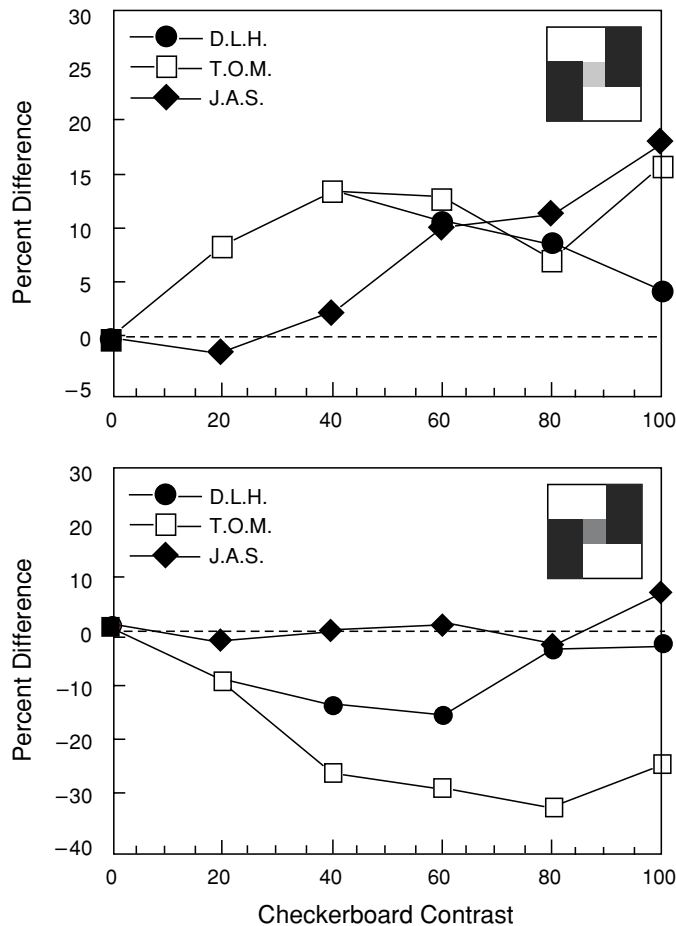 30
25
20
15
10
5
0
−5
Percent Difference
D.L.H.
T.O.M.
J.A.S.
0 20 40 60 80 100
30
20
10
0
−10
−20
−30
−40
Percent Difference
D.L.H.
T.O.M.
J.A.S.
0 20 40 60 80 100
Checkerboard Contrast